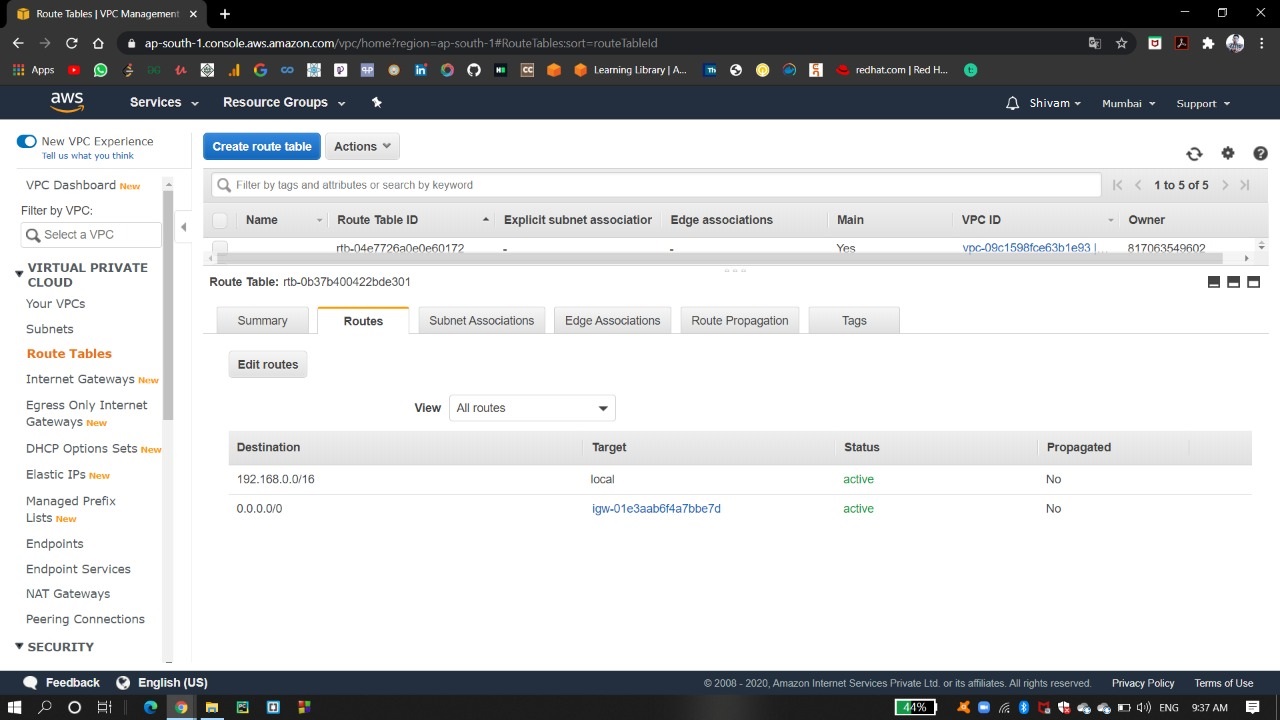 Route Tables | VPC Management
ap-south-1.console.aws.amazon.com/vpc/home?region=ap-south-1#RouteTables:sort=routeTableId
Apps
Learning Library | A...
redhat.com | Red H...
aws
Services
Resource Groups
Shivam
Mumbai
Support
New VPC Experience
Tell us what you think
VPC Dashboard New
Filter by VPC:
Select a VPC
VIRTUAL PRIVATE
CLOUD
Your VPCs
Subnets
Route Tables
Internet Gateways New
Egress Only Internet
Gateways New
DHCP Option Sets New
Elastic IPs New
Managed Prefix
Lists New
Endpoints
Endpoint Services
NAT Gateways
Peering Connections
SECURITY
Create route table
Actions
Filter by tags and attributes or search by keyword
1 to 5 of 5
Name Route Table ID Explicit subnet association Edge associations Main VPC ID Owner
rtb-04e7726a0e0e60172 - - Yes vpc-09c1598fce63b1e93 |... 817063549602
Route Table: rtb-0b37b400422bde301
Summary Routes Subnet Associations Edge Associations Route Propagation Tags
Edit routes
View All routes
Destination Target Status Propagated
192.168.0.0/16 local active No
0.0.0.0/0 igw-01e3aab6f4a7bbe7d active No
Feedback
English (US)
© 2008 - 2020, Amazon Internet Services Private Ltd. or its affiliates. All rights reserved.
Privacy Policy
Terms of Use
44%
ENG
9:37 AM